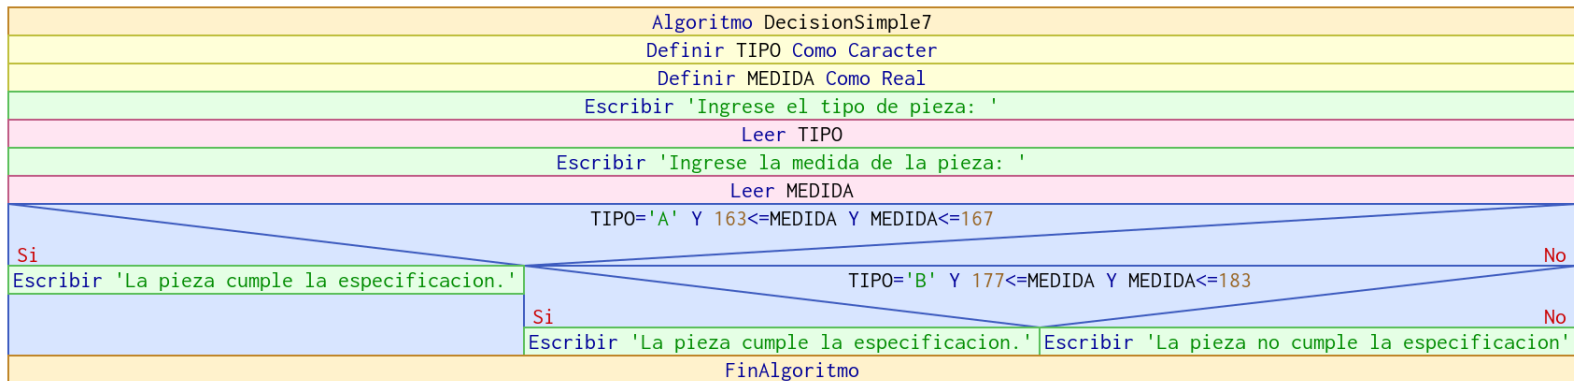 Algoritmo DecisionSimple7
Definir TIPO Como Caracter
Definir MEDIDA Como Real
Escribir 'Ingrese el tipo de pieza: '
Leer TIPO
Escribir 'Ingrese la medida de la pieza: '
Leer MEDIDA
TIPO='A' Y 163<=MEDIDA Y MEDIDA<=167
Si No
Escribir 'La pieza cumple la especificacion.' TIPO='B' Y 177<=MEDIDA Y MEDIDA<=183
Si No
Escribir 'La pieza cumple la especificacion.' Escribir 'La pieza no cumple la especificacion'
FinAlgoritmo